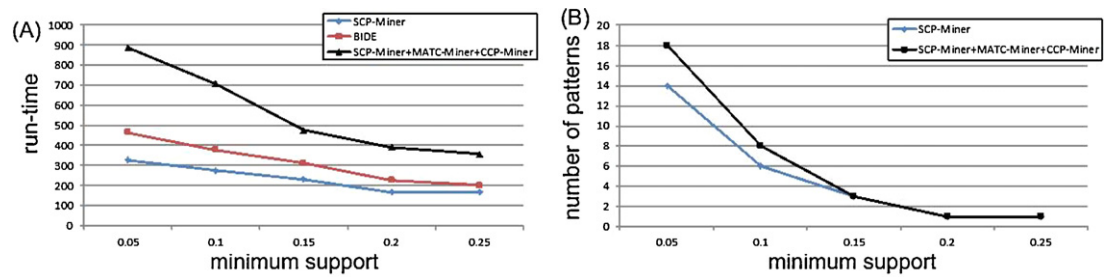 (A)
run-time
1000
900
800
700
600
500
400
300
200
100
0
0.05 0.1 0.15 0.2 0.25
minimum support
SCP-Miner
BIDE
SCP-Miner+MATC-Miner+CCP-Miner
(B)
number of patterns
20
18
16
14
12
10
8
6
4
2
0
0.05 0.1 0.15 0.2 0.25
minimum support
SCP-Miner
SCP-Miner+MATC-Miner+CCP-Miner